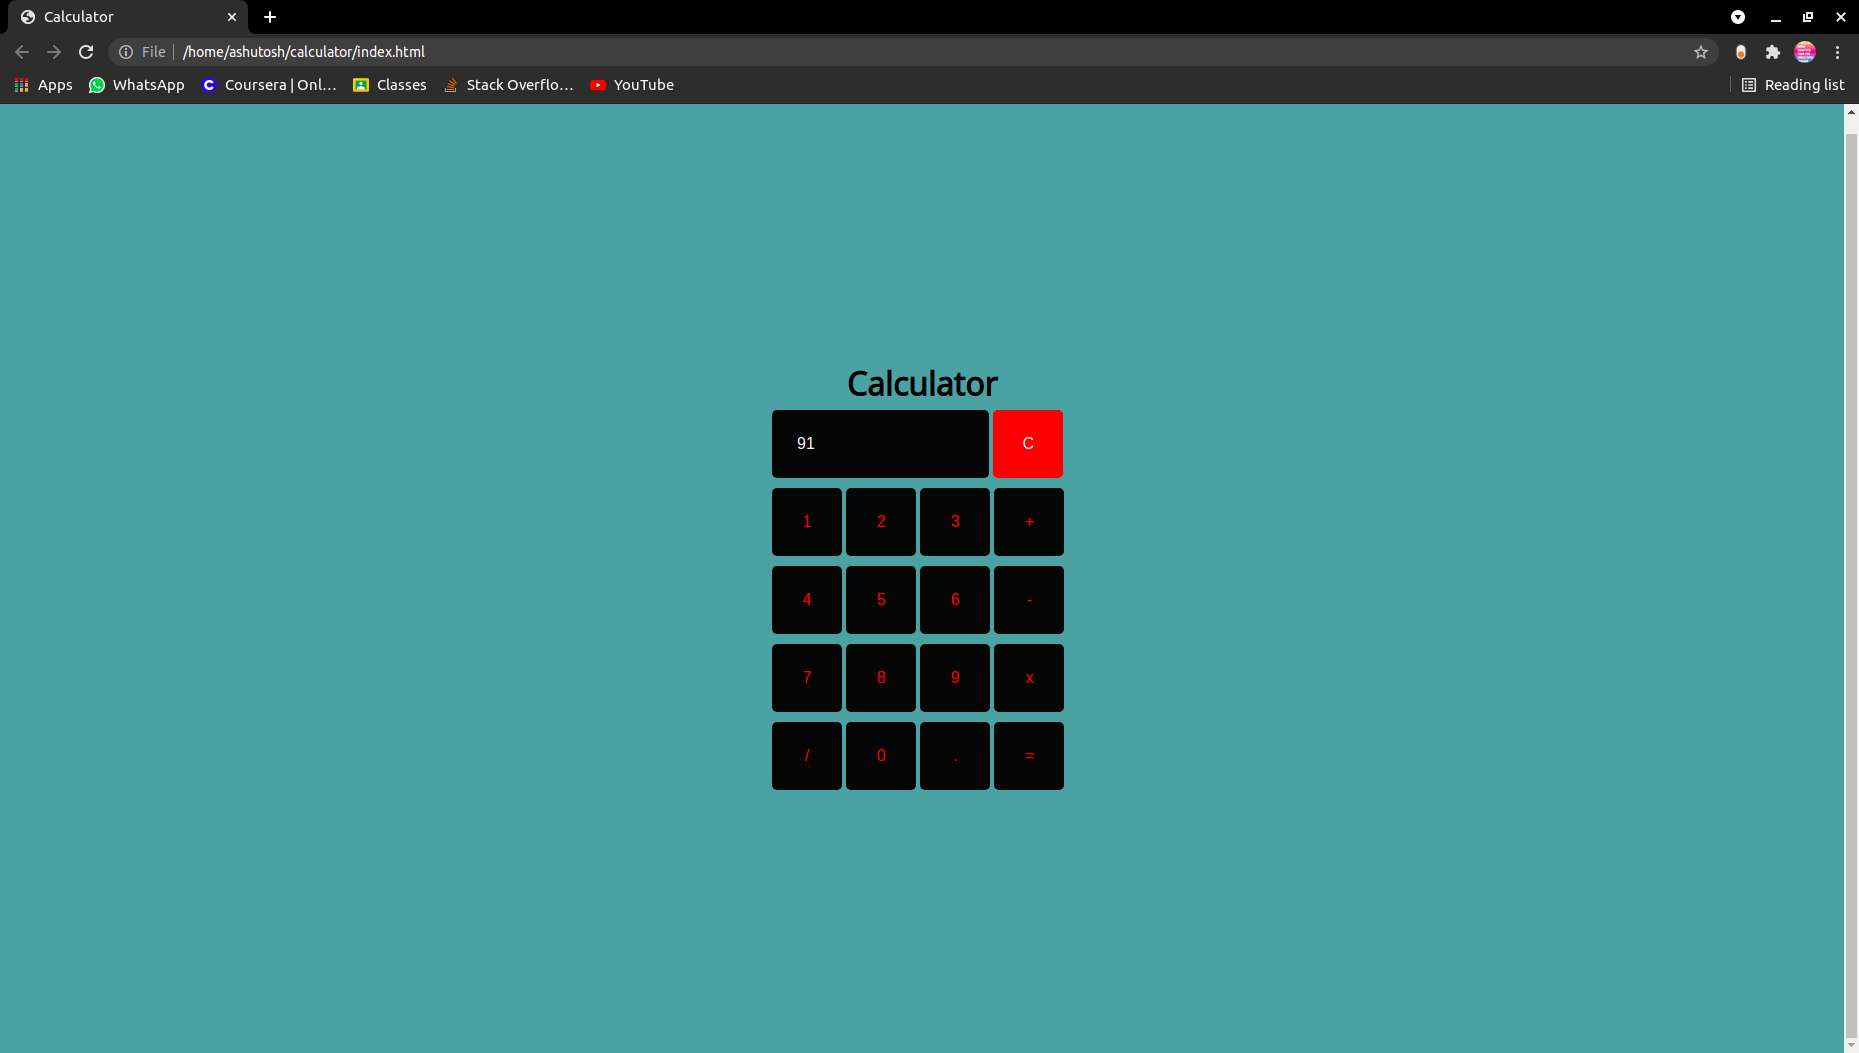 Calculator
File /home/ashutosh/calculator/index.html
Apps WhatsApp Coursera | Onl... Classes Stack Overflo... YouTube Reading list
Calculator
91 C
1 2 3 +
4 5 6 -
7 8 9 x
/ 0 . =